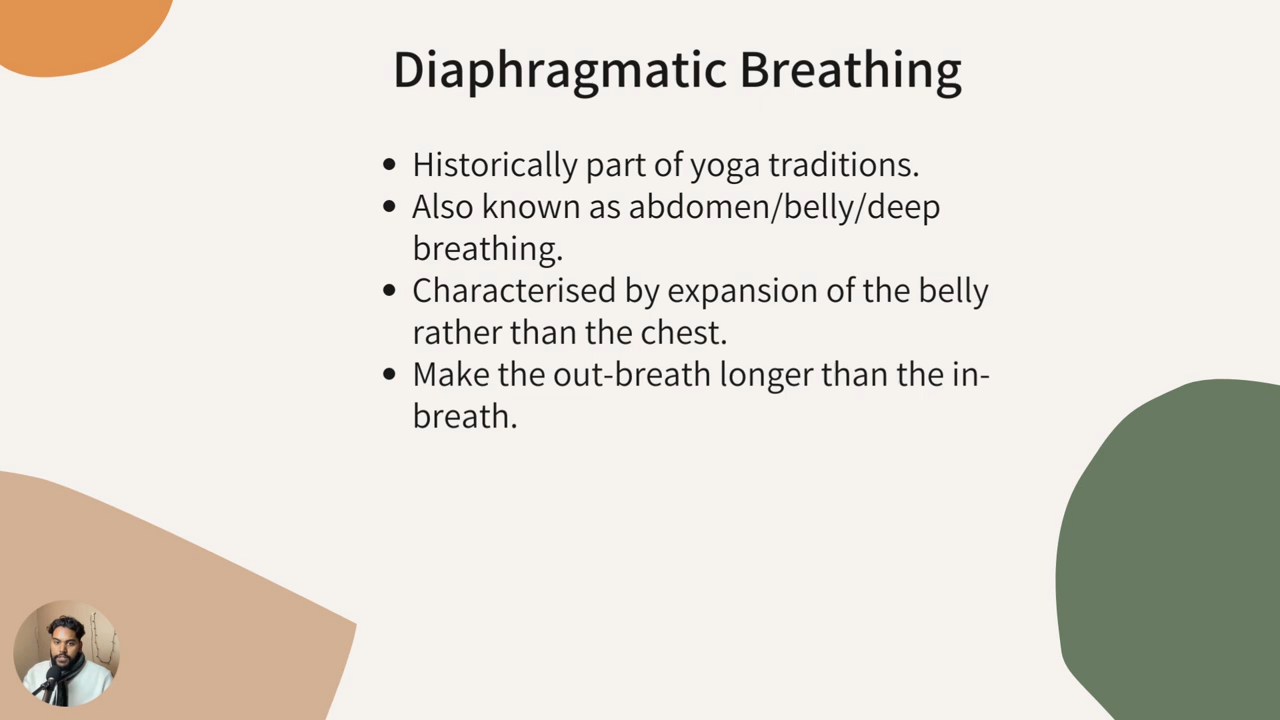 Diaphragmatic Breathing
• Historically part of yoga traditions.
• Also known as abdomen/belly/deep
breathing.
• Characterised by expansion of the belly
rather than the chest.
• Make the out-breath longer than the in-
breath.